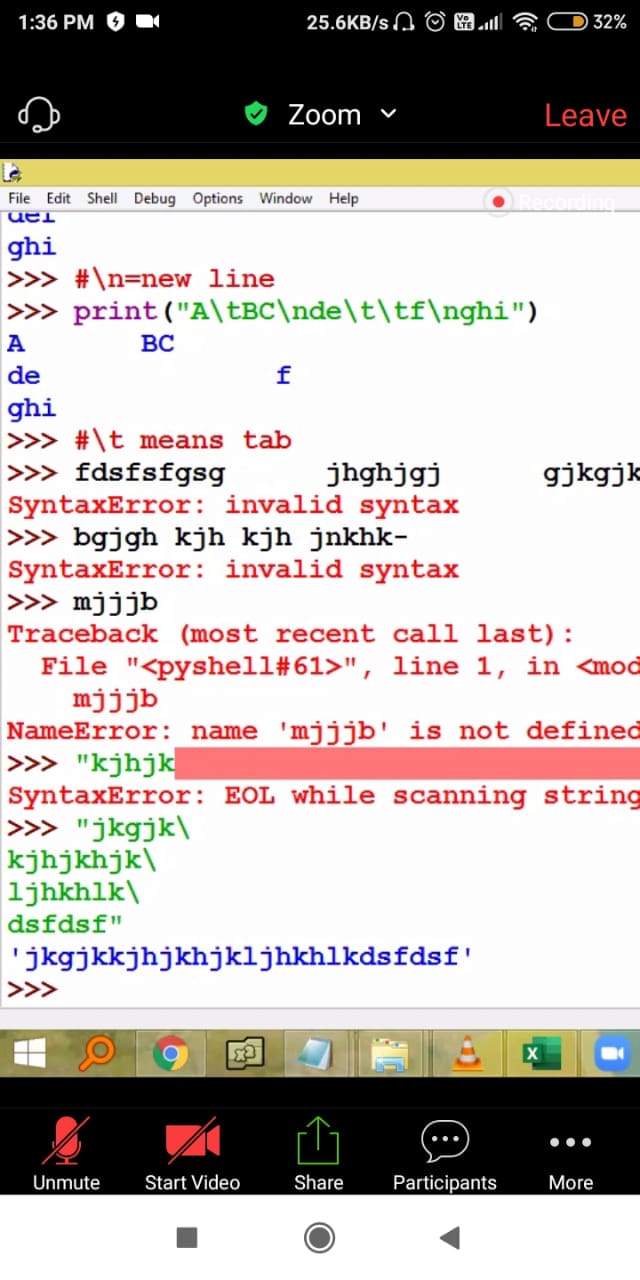 1:36 PM 25.6KB/s Vo LTE 32%
Zoom Leave
File Edit Shell Debug Options Window Help
Recording
def
ghi
>>> #\n=new line
>>> print("A\tBC\nde\t\tf\nghi")
A BC
de f
ghi
>>> #\t means tab
>>> fdsfsfgsg jhghjgj gjkgjk
SyntaxError: invalid syntax
>>> bgjgh kjh kjh jnkhk-
SyntaxError: invalid syntax
>>> mjjjb
Traceback (most recent call last):
File "<pyshell#61>", line 1, in <mod
mjjjb
NameError: name 'mjjjb' is not defined
>>> "kjhjk
SyntaxError: EOL while scanning string
>>> "jkgjk\
kjhjkhjk\
ljhkhlk\
dsfdsf"
'jkgjkkjhjkhjkljhkhlkdsfdsf'
>>>
Unmute Start Video Share Participants More